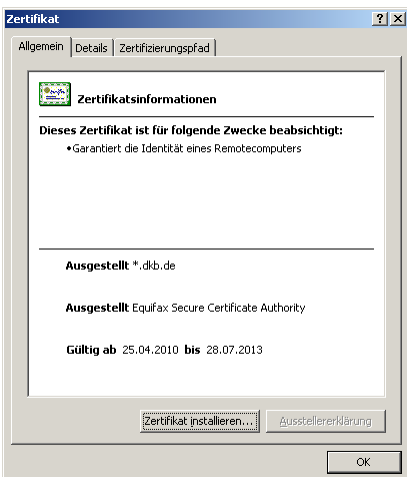 Zertifikat
Allgemein Details Zertifizierungspfad
Zertifikatsinformationen
Dieses Zertifikat ist für folgende Zwecke beabsichtigt:
•Garantiert die Identität eines Remotecomputers
Ausgestellt *.dkb.de
Ausgestellt Equifax Secure Certificate Authority
Gültig ab 25.04.2010 bis 28.07.2013
Zertifikat installieren... Ausstellererklärung
OK